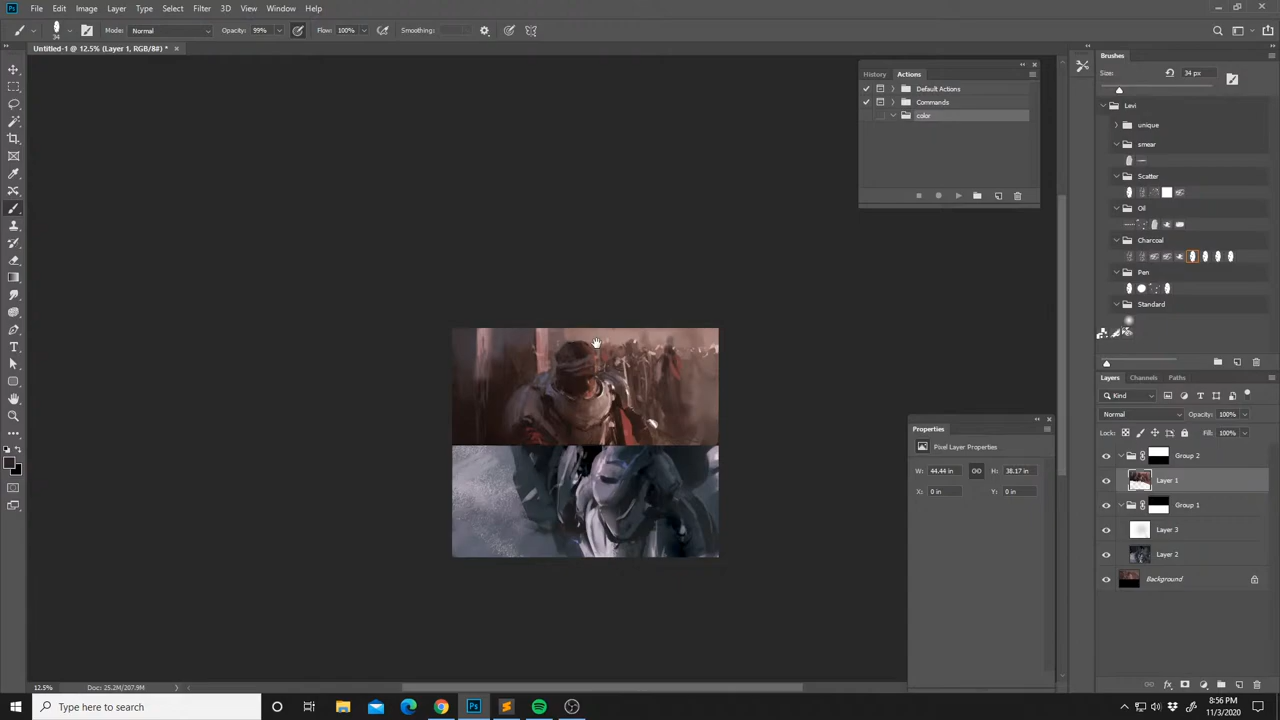 File Edit Image Layer Type Select Filter 3D View Window Help
34 Mode: Normal Opacity: 99% Flow: 100% Smoothing:
Untitled-1 @ 12.5% (Layer 1, RGB/8#) * ×
History Actions
Default Actions
Commands
color
Brushes
Size: 34 px
Levi
unique
smear
Scatter
Oil
Charcoal
Pen
Standard
Layers Channels Paths
Kind
Normal Opacity: 100%
Lock: Fill: 100%
Group 2
Layer 1
Group 1
Layer 3
Layer 2
Background
Properties
Pixel Layer Properties
W: 44.44 in H: 38.17 in
X: 0 in Y: 0 in
12.5% Doc: 25.2M/207.9M
Type here to search
8:56 PM
11/3/2020